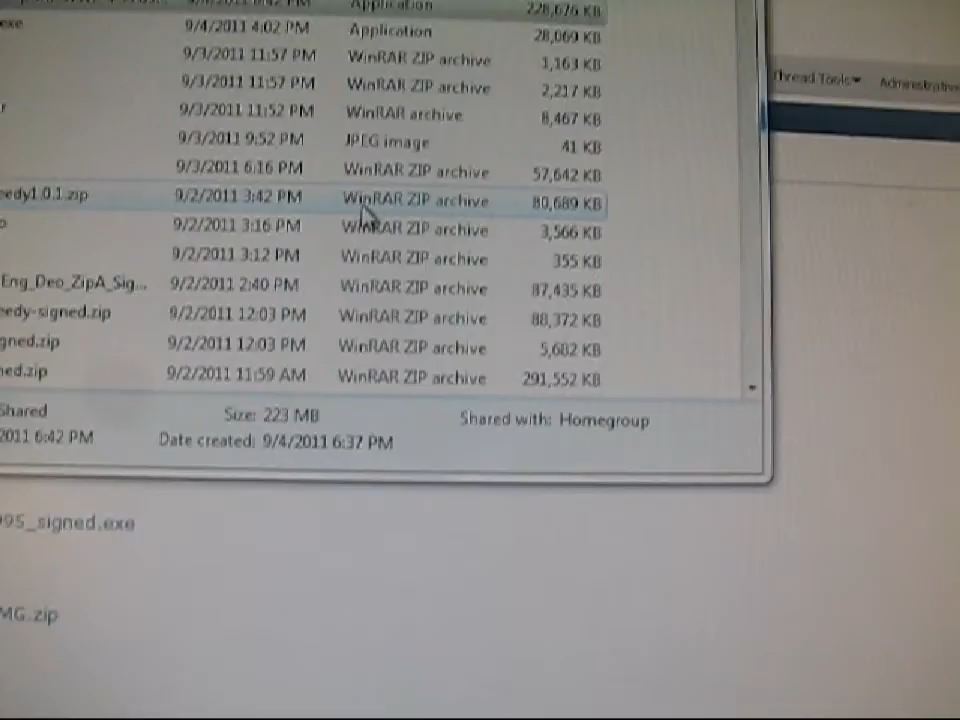 Application 228,676 KB
exe 9/4/2011 4:02 PM Application 28,069 KB
9/3/2011 11:57 PM WinRAR ZIP archive 1,163 KB
9/3/2011 11:57 PM WinRAR ZIP archive 2,217 KB
r 9/3/2011 11:52 PM WinRAR archive 8,467 KB
9/3/2011 9:52 PM JPEG image 41 KB
9/3/2011 6:16 PM WinRAR ZIP archive 57,642 KB
eedy1.0.1.zip 9/2/2011 3:42 PM WinRAR ZIP archive 80,689 KB
9/2/2011 3:16 PM WinRAR ZIP archive 3,566 KB
9/2/2011 3:12 PM WinRAR ZIP archive 355 KB
Eng_Deo_ZipA_Sig... 9/2/2011 2:40 PM WinRAR ZIP archive 87,435 KB
eedy-signed.zip 9/2/2011 12:03 PM WinRAR ZIP archive 88,372 KB
gned.zip 9/2/2011 12:03 PM WinRAR ZIP archive 5,682 KB
ned.zip 9/2/2011 11:59 AM WinRAR ZIP archive 291,552 KB
Shared Size: 223 MB Shared with: Homegroup
2011 6:42 PM Date created: 9/4/2011 6:37 PM
Thread Tools Administrative
995_signed.exe
MG.zip